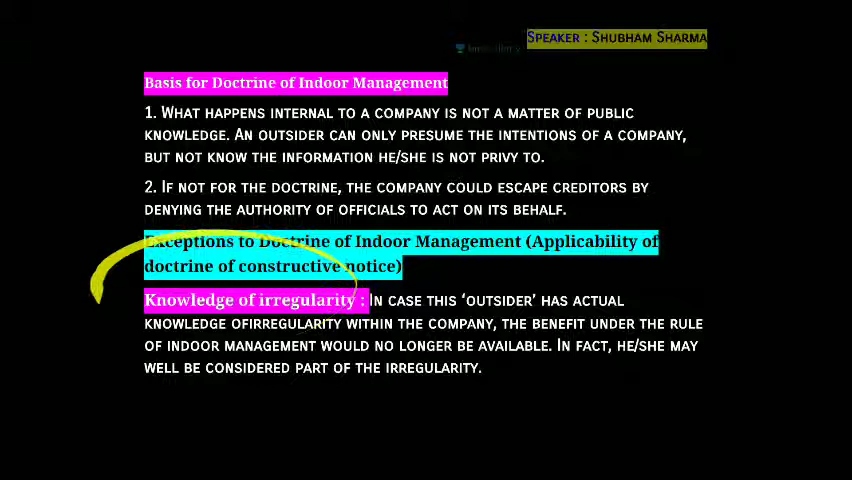 Speaker : Shubham Sharma
Basis for Doctrine of Indoor Management
1. What happens internal to a company is not a matter of public
knowledge. An outsider can only presume the intentions of a company,
but not know the information he/she is not privy to.
2. If not for the doctrine, the company could escape creditors by
denying the authority of officials to act on its behalf.
Exceptions to Doctrine of Indoor Management (Applicability of
doctrine of constructive notice)
Knowledge of irregularity : In case this ‘outsider’ has actual
knowledge ofirregularity within the company, the benefit under the rule
of indoor management would no longer be available. In fact, he/she may
well be considered part of the irregularity.